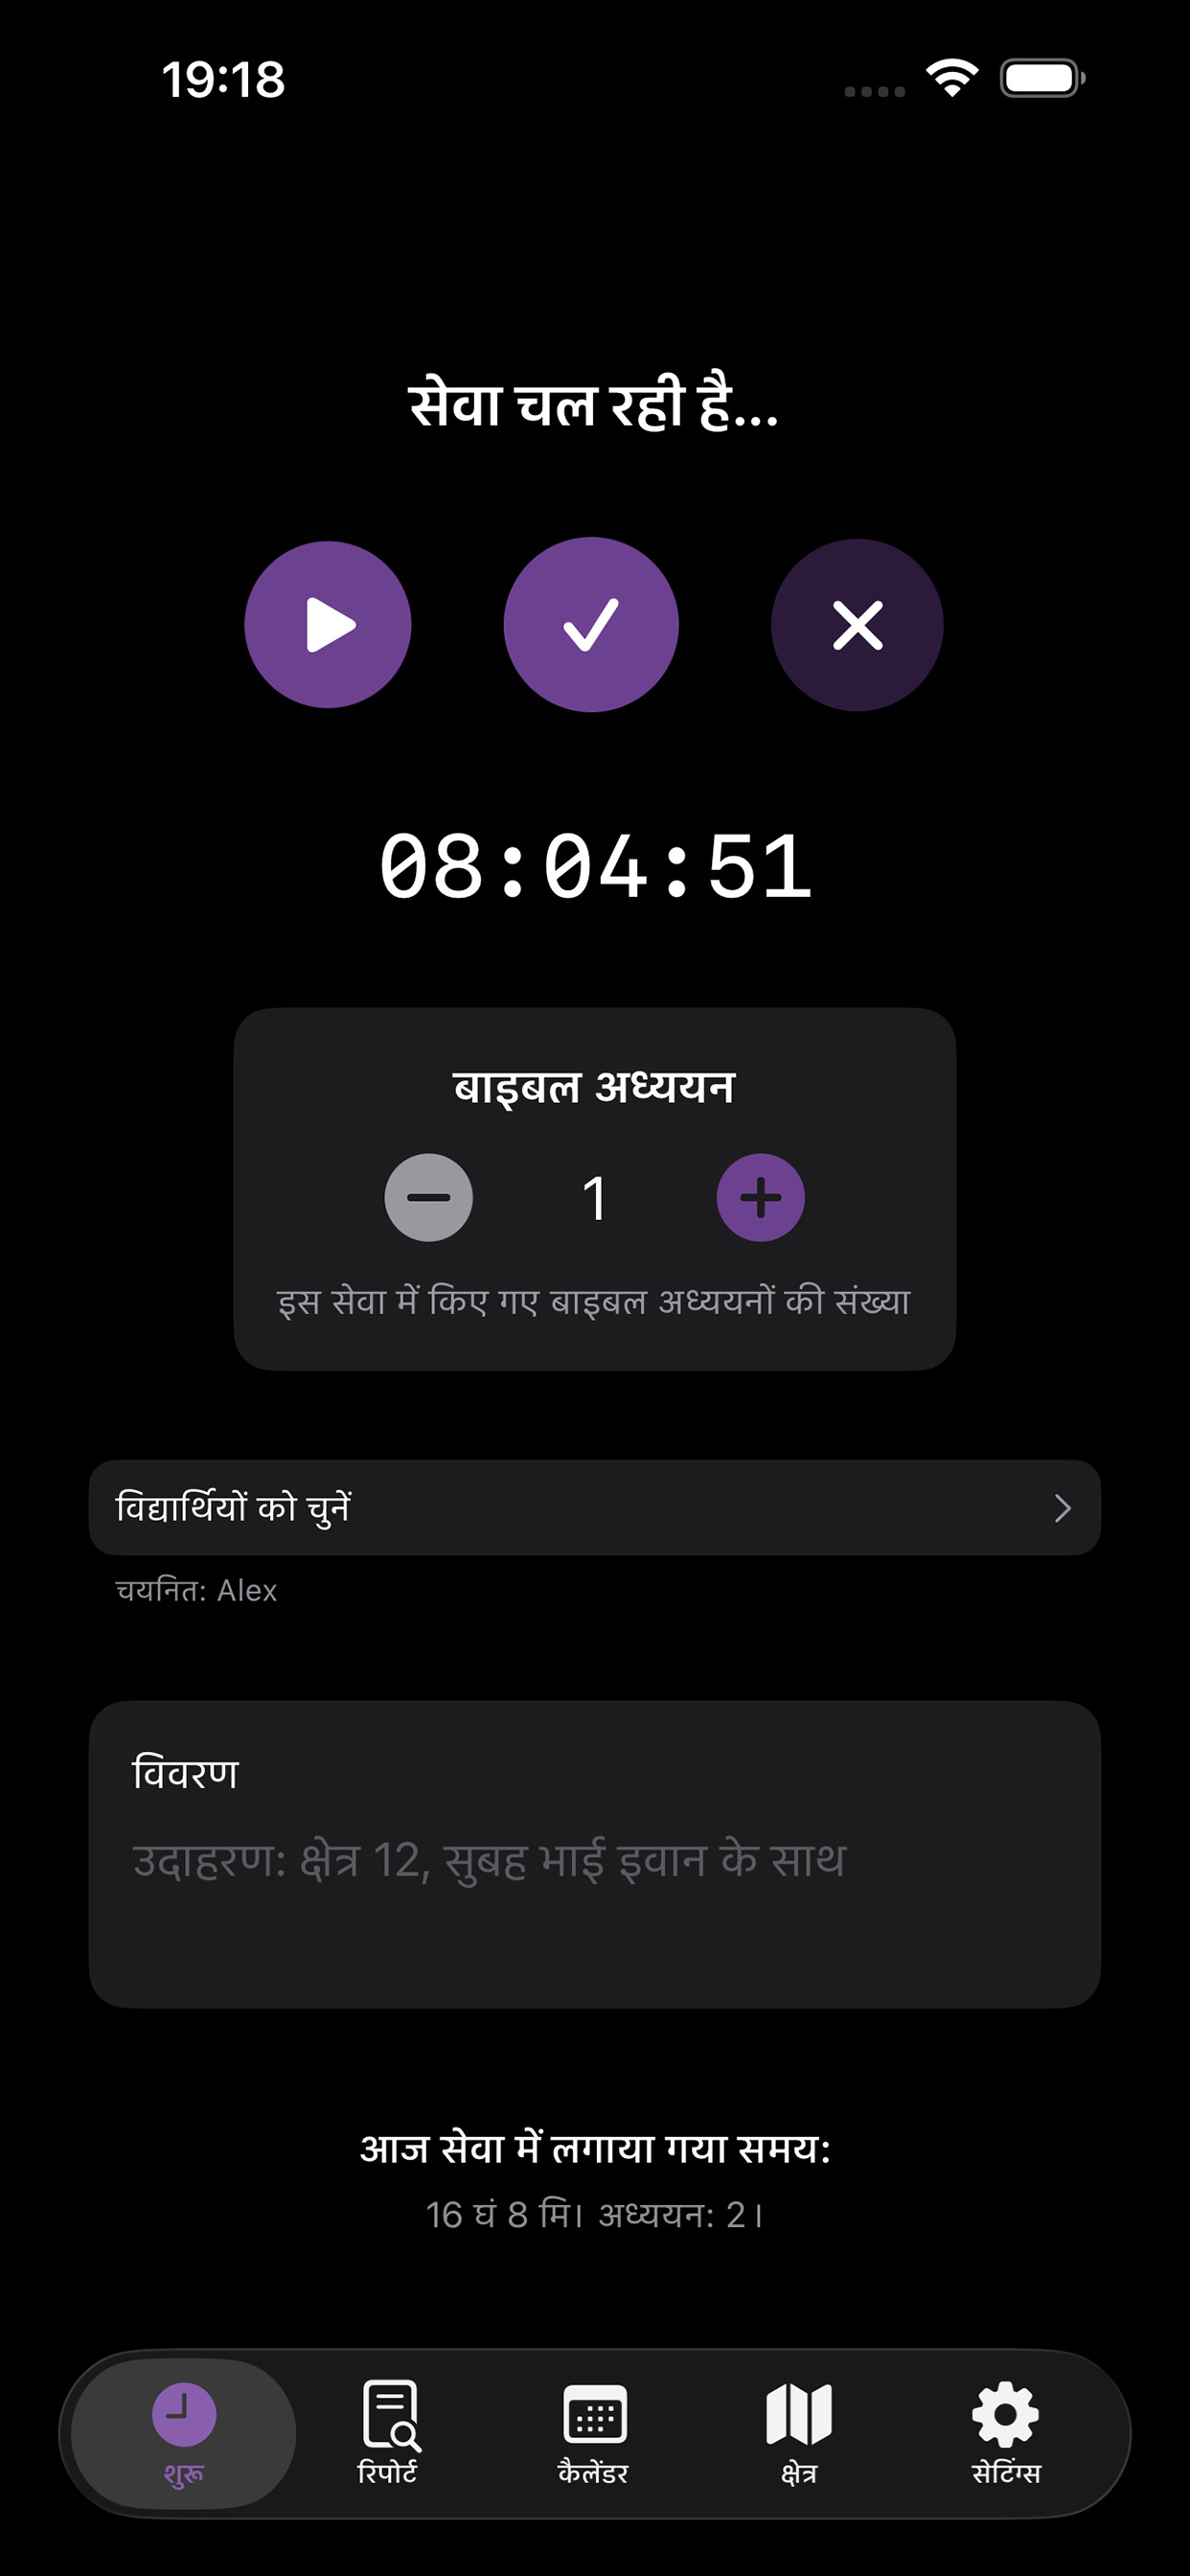 19:18
सेवा चल रही है...
08:04:51
बाइबल अध्ययन
1
इस सेवा में किए गए बाइबल अध्ययनों की संख्या
विद्यार्थियों को चुनें
चयनित: Alex
विवरण
उदाहरण: क्षेत्र 12, सुबह भाई इवान के साथ
आज सेवा में लगाया गया समय:
16 घं 8 मि। अध्ययन: 2।
शुरू रिपोर्ट कैलेंडर क्षेत्र सेटिंग्स